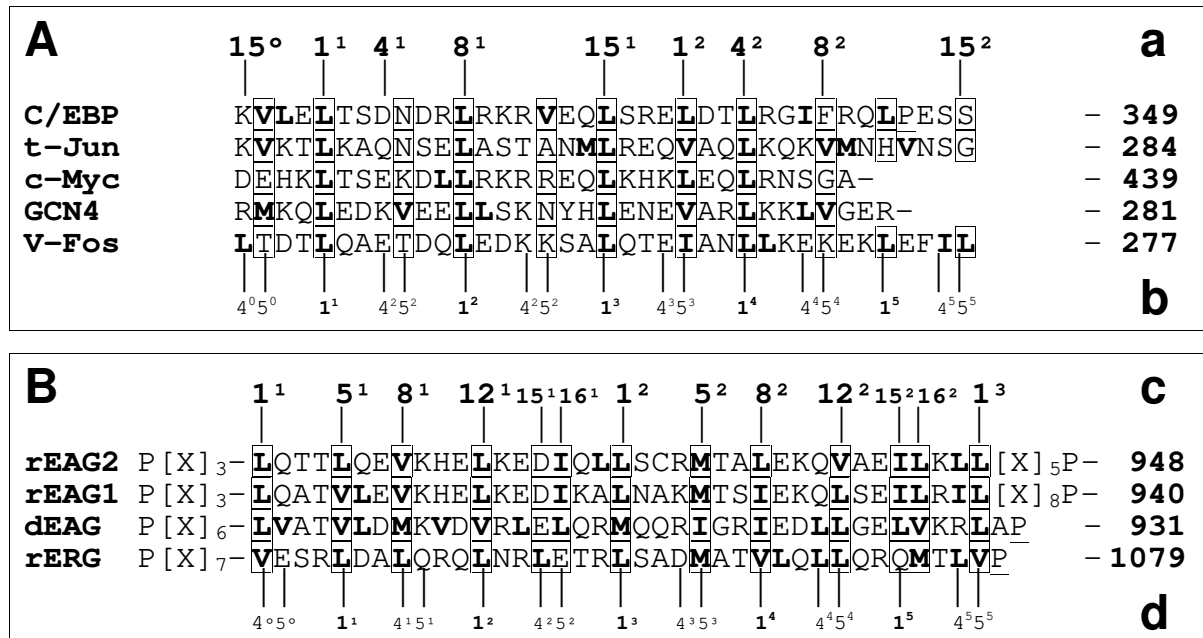 A a
15° 1¹ 4¹ 8¹ 15¹ 1² 4² 8² 15²
C/EBP KVLELTSDNDRLRKRVEQLSRELDTLRGIFRQLPESS - 349
t-Jun KVKTLKAQNSELASTANMLREQVAQLKQKVMNHVNSG - 284
c-Myc DEHKLTSEKDLLRKRREQLKHKLEQLRNSGA- - 439
GCN4 RMKQLEDKVEELLSKNYHLENEVARLKKLVGER- - 281
V-Fos LTDTLQAETDQLEDKKSALQTEIANLLKEKEKLEFIL - 277
4⁰5⁰ 1¹ 4²5² 1² 4²5² 1³ 4³5³ 1⁴ 4⁴5⁴ 1⁵ 4⁵5⁵
b
B c
1¹ 5¹ 8¹ 12¹ 15¹ 16¹ 1² 5² 8² 12² 15² 16² 1³
rEAG2 P[X]₃-LQTTLQEVKHELKEDIQLLSCRMTALEKQVAEILKLL[X]₅P- 948
rEAG1 P[X]₃-LQATVLEVKHELKEDIKALNAKMTSIEKQLSEILRIL[X]₈P- 940
dEAG P[X]₆-LVATVLDMKVDVRLELQRMQQRIGRIEDLLGELVKRLAP - 931
rERG P[X]₇-VESRLDALQRQLNRLETRLSADMATVLQLLQRQMTLVP - 1079
4°5° 1¹ 4¹5¹ 1² 4²5² 1³ 4³5³ 1⁴ 4⁴5⁴ 1⁵ 4⁵5⁵
d